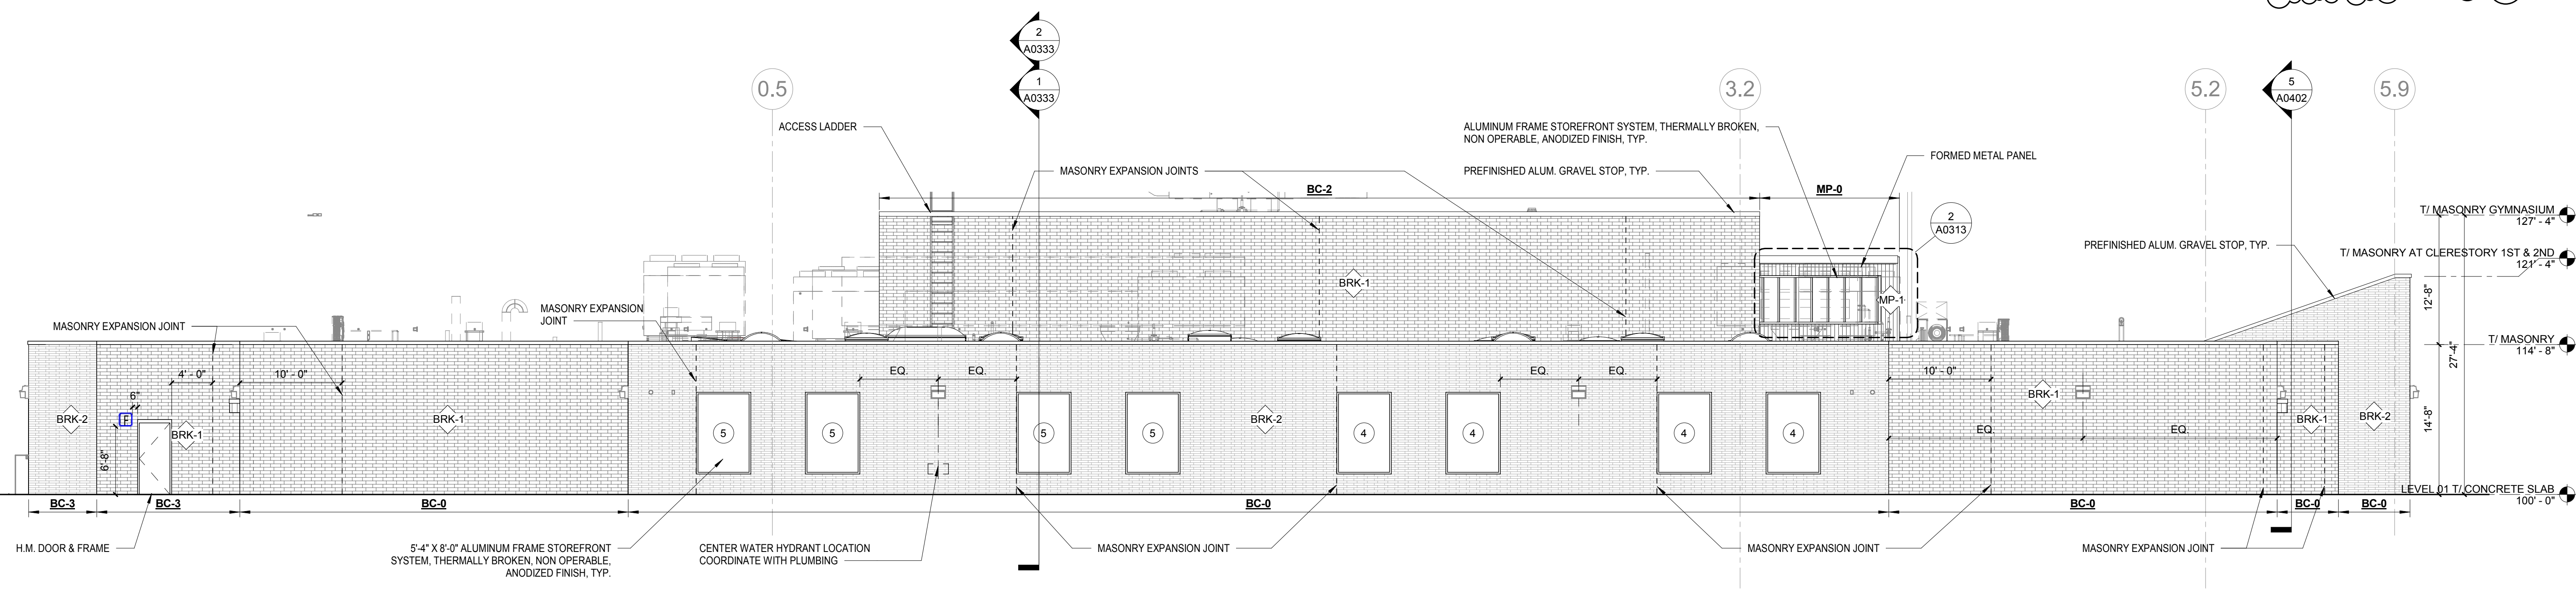 2
A0333
1
A0333
0.5
3.2
5.2
5
A0402
5.9
ACCESS LADDER
ALUMINUM FRAME STOREFRONT SYSTEM, THERMALLY BROKEN,
NON OPERABLE, ANODIZED FINISH, TYP.
FORMED METAL PANEL
MASONRY EXPANSION JOINTS
PREFINISHED ALUM. GRAVEL STOP, TYP.
BC-2
MP-0
2
A0313
T/ MASONRY GYMNASIUM
127' - 4"
PREFINISHED ALUM. GRAVEL STOP, TYP.
T/ MASONRY AT CLERESTORY 1ST & 2ND
121' - 4"
BRK-1
MP-1
12'-8"
MASONRY EXPANSION
JOINT
MASONRY EXPANSION JOINT
T/ MASONRY
114' - 8"
27'-4"
4' - 0"
10' - 0"
EQ.
EQ.
EQ.
EQ.
10' - 0"
6"
F
BRK-2
BRK-1
BRK-1
6'-8"
5
5
5
5
BRK-2
4
4
4
4
BRK-1
EQ.
EQ.
BRK-1
BRK-2
14'-8"
LEVEL 01 T/ CONCRETE SLAB
100' - 0"
BC-3
BC-3
BC-0
BC-0
BC-0
BC-0
BC-0
H.M. DOOR & FRAME
5'-4" X 8'-0" ALUMINUM FRAME STOREFRONT
SYSTEM, THERMALLY BROKEN, NON OPERABLE,
ANODIZED FINISH, TYP.
CENTER WATER HYDRANT LOCATION
COORDINATE WITH PLUMBING
MASONRY EXPANSION JOINT
MASONRY EXPANSION JOINT
MASONRY EXPANSION JOINT